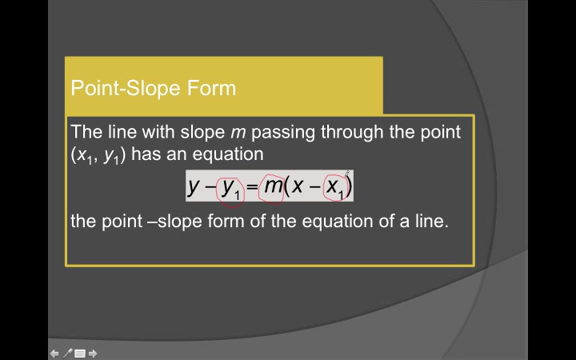 Point-Slope Form
The line with slope m passing through the point
(x₁, y₁) has an equation
y – y₁ = m(x – x₁)
the point –slope form of the equation of a line.